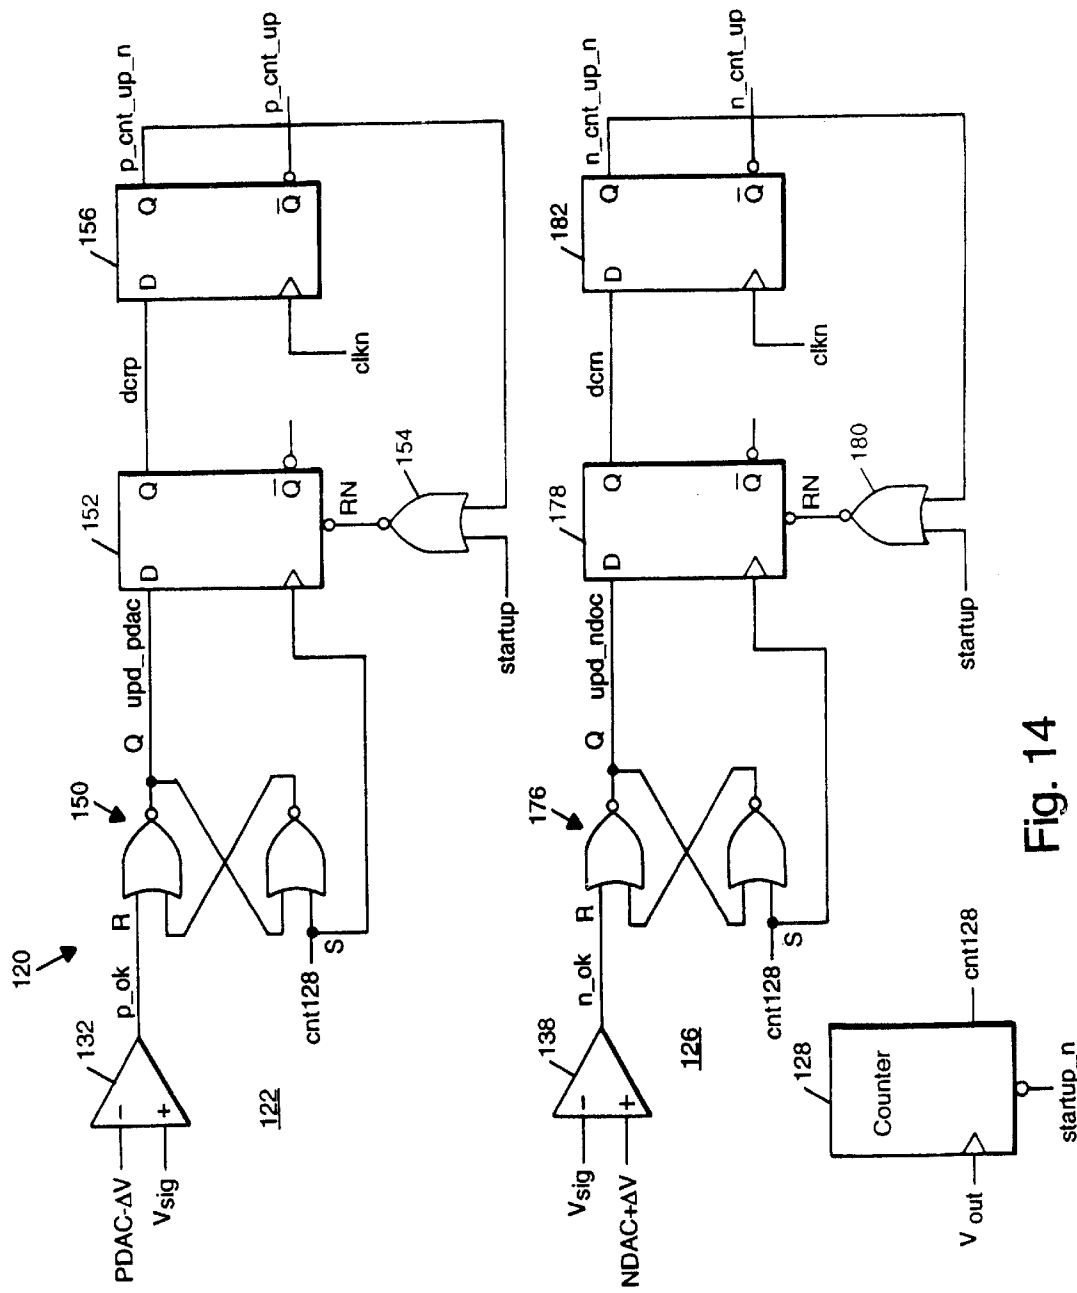 120
PDAC-ΔV
Vsig
−
+
132
122
p_ok
R
150
cnt128
S
Q
upd_pdac
152
D
Q
Q
RN
154
startup
dcrp
156
D
Q
Q
clkn
p_cnt_up_n
p_cnt_up
Vsig
NDAC+ΔV
−
+
138
126
n_ok
R
176
cnt128
S
Q
upd_ndoc
178
D
Q
Q
RN
180
startup
dcrn
182
D
Q
Q
clkn
n_cnt_up_n
n_cnt_up
V out
128
Counter
cnt128
startup_n
Fig. 14